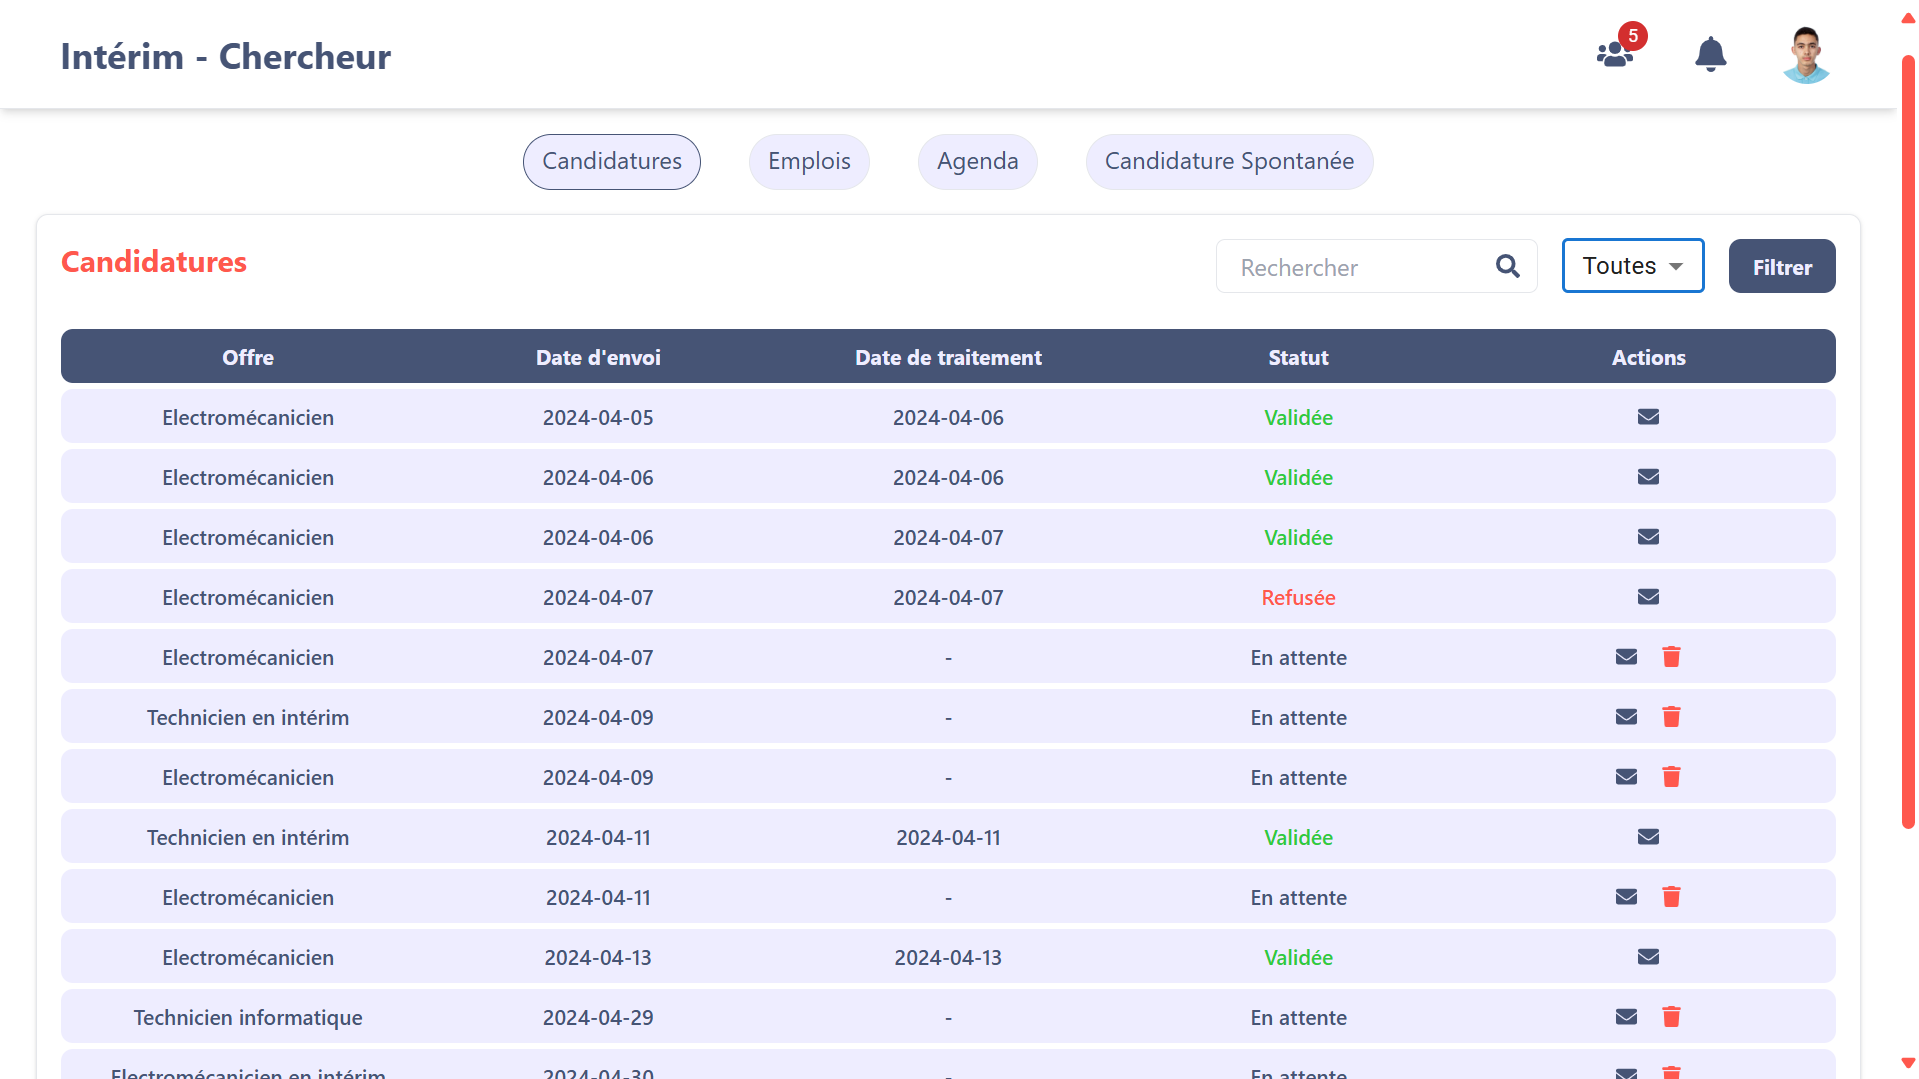 Intérim - Chercheur
5
Candidatures Emplois Agenda Candidature Spontanée
Candidatures
Rechercher Toutes Filtrer
Offre Date d'envoi Date de traitement Statut Actions
Electromécanicien 2024-04-05 2024-04-06 Validée
Electromécanicien 2024-04-06 2024-04-06 Validée
Electromécanicien 2024-04-06 2024-04-07 Validée
Electromécanicien 2024-04-07 2024-04-07 Refusée
Electromécanicien 2024-04-07 - En attente
Technicien en intérim 2024-04-09 - En attente
Electromécanicien 2024-04-09 - En attente
Technicien en intérim 2024-04-11 2024-04-11 Validée
Electromécanicien 2024-04-11 - En attente
Electromécanicien 2024-04-13 2024-04-13 Validée
Technicien informatique 2024-04-29 - En attente
Electromécanicien en intérim 2024-04-30 - En attente